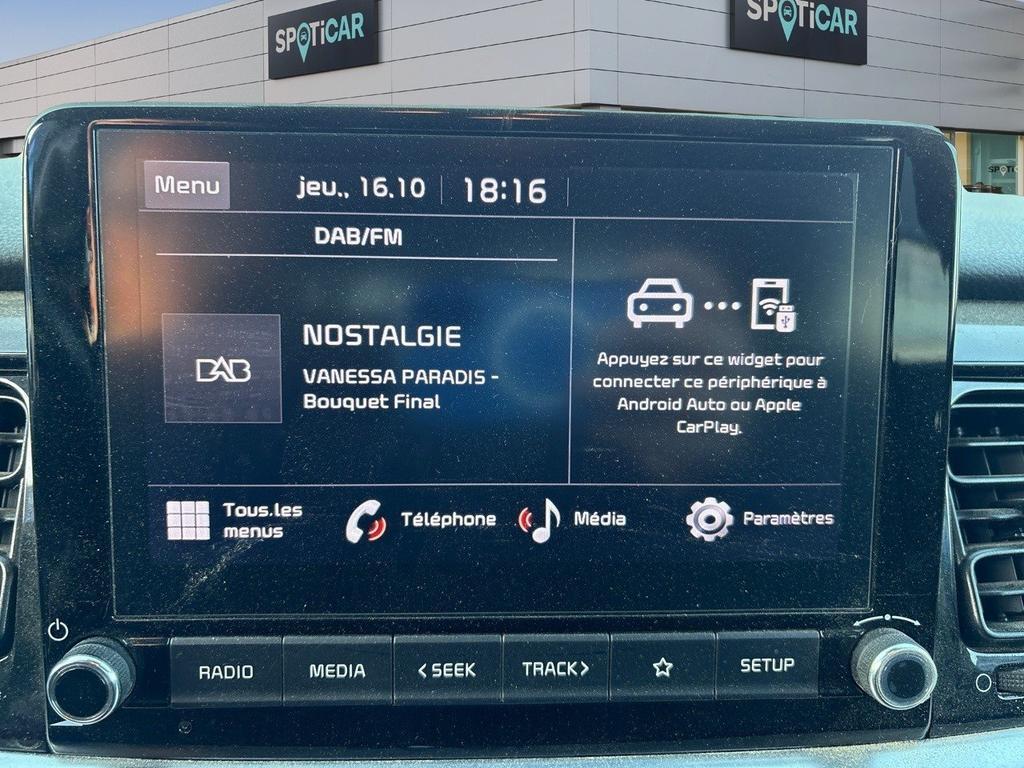 SPOTiCAR
SPOTiCAR
SPOTi
Menu
jeu., 16.10
18:16
DAB/FM
DAB
NOSTALGIE
VANESSA PARADIS -
Bouquet Final
Appuyez sur ce widget pour
connecter ce périphérique à
Android Auto ou Apple
CarPlay.
Tous.les
menus
Téléphone
Média
Paramètres
RADIO
MEDIA
<SEEK
TRACK>
SETUP